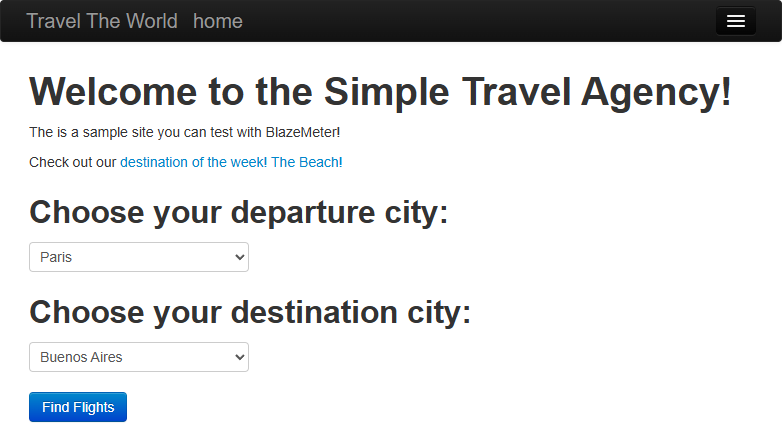 Travel The World home
Welcome to the Simple Travel Agency!
The is a sample site you can test with BlazeMeter!
Check out our destination of the week! The Beach!
Choose your departure city:
Paris
Choose your destination city:
Buenos Aires
Find Flights